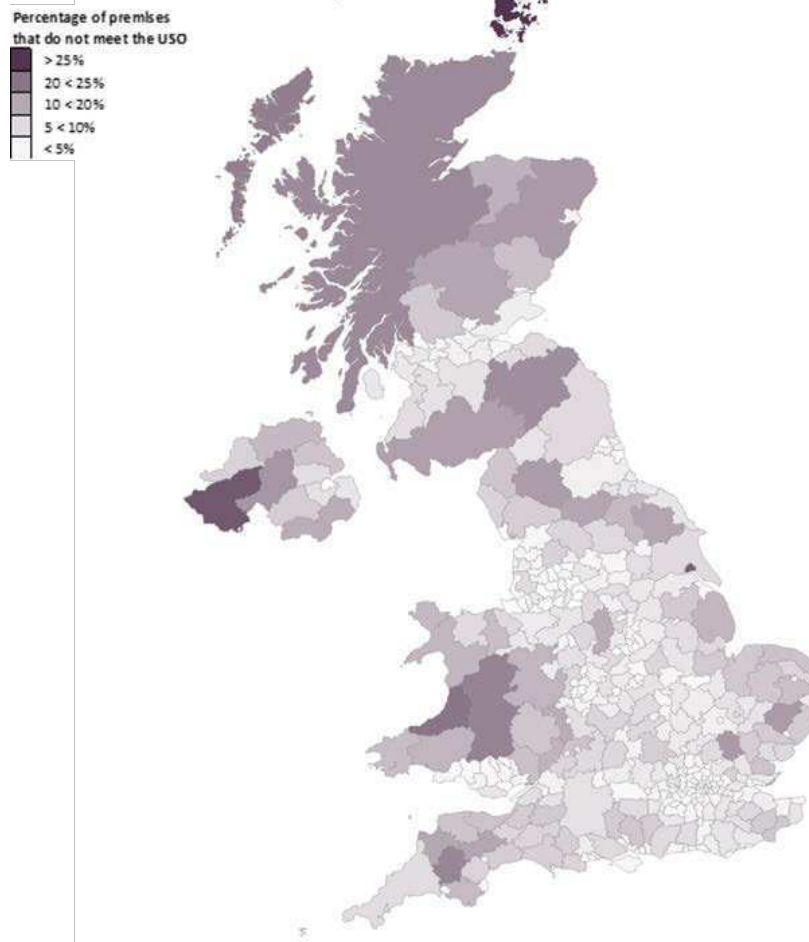 Percentage of premises
that do not meet the USO
> 25%
20 < 25%
10 < 20%
5 < 10%
< 5%